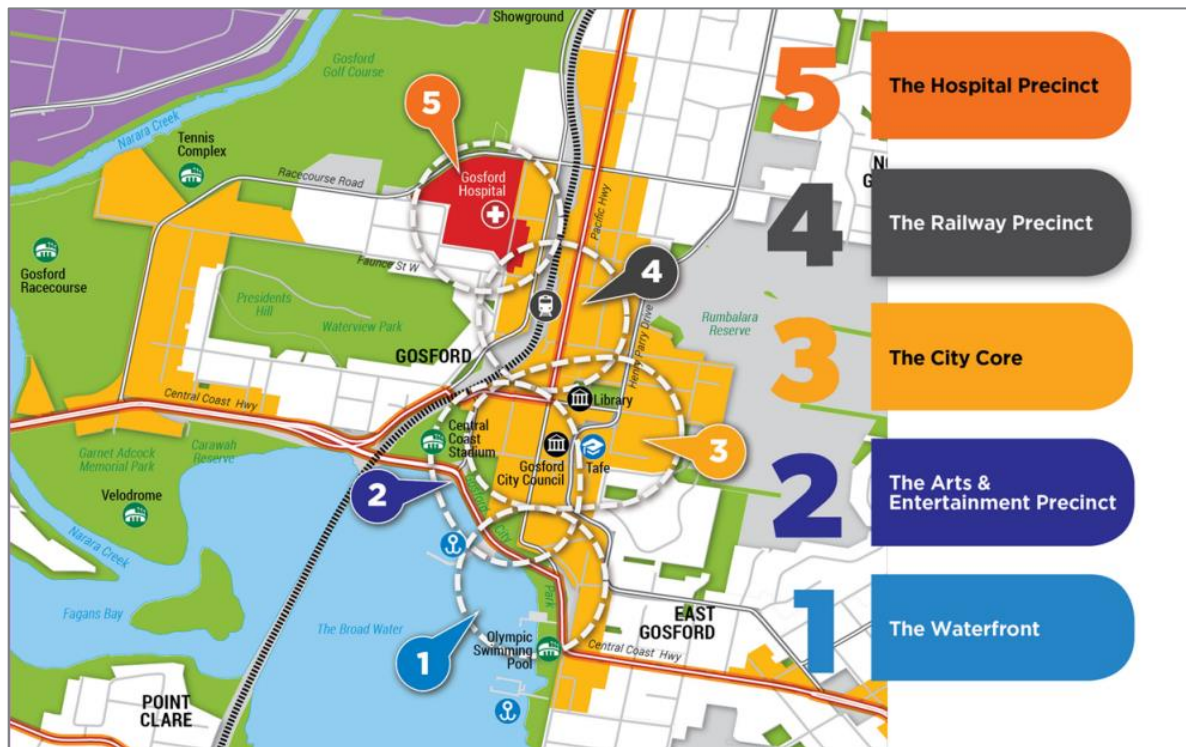 Showground
Gosford
Golf Course
5
Narara Creek
Tennis
Complex
Racecourse Road
Gosford
Hospital
Pacific Hwy
Gosford
Racecourse
Faunce St W
4
Presidents
Hill
Waterview Park
Rumbalara
Reserve
Henry Parry Drive
GOSFORD
Central Coast Hwy
Library
Garnet Adcock
Memorial Park
Carawah
Reserve
Central
Coast
Stadium
Gosford
City Council
Tafe
3
2
Velodrome
Gosford City Park
Narara Creek
Fagans Bay
The Broad Water
1
Olympic
Swimming
Pool
EAST
GOSFORD
Central Coast Hwy
POINT
CLARE
5
The Hospital Precinct
4
The Railway Precinct
3
The City Core
2
The Arts &
Entertainment Precinct
1
The Waterfront